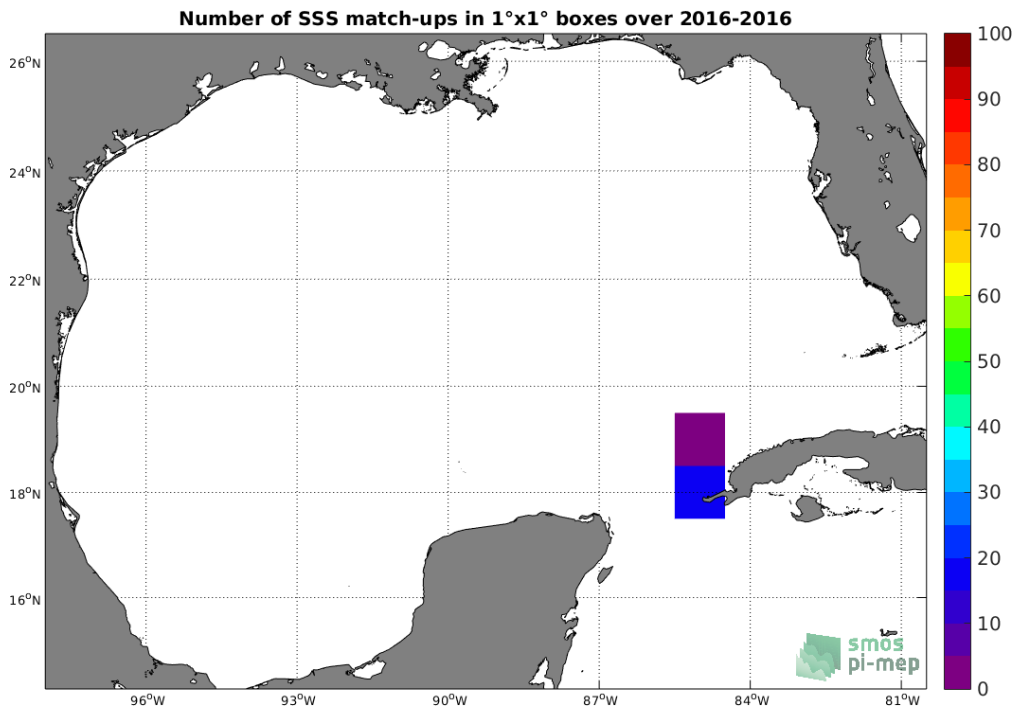 Number of SSS match-ups in 1°x1° boxes over 2016-2016
26°N
24°N
22°N
20°N
18°N
16°N
96°W
93°W
90°W
87°W
84°W
81°W
100
90
80
70
60
50
40
30
20
10
0
smos
pi-mep